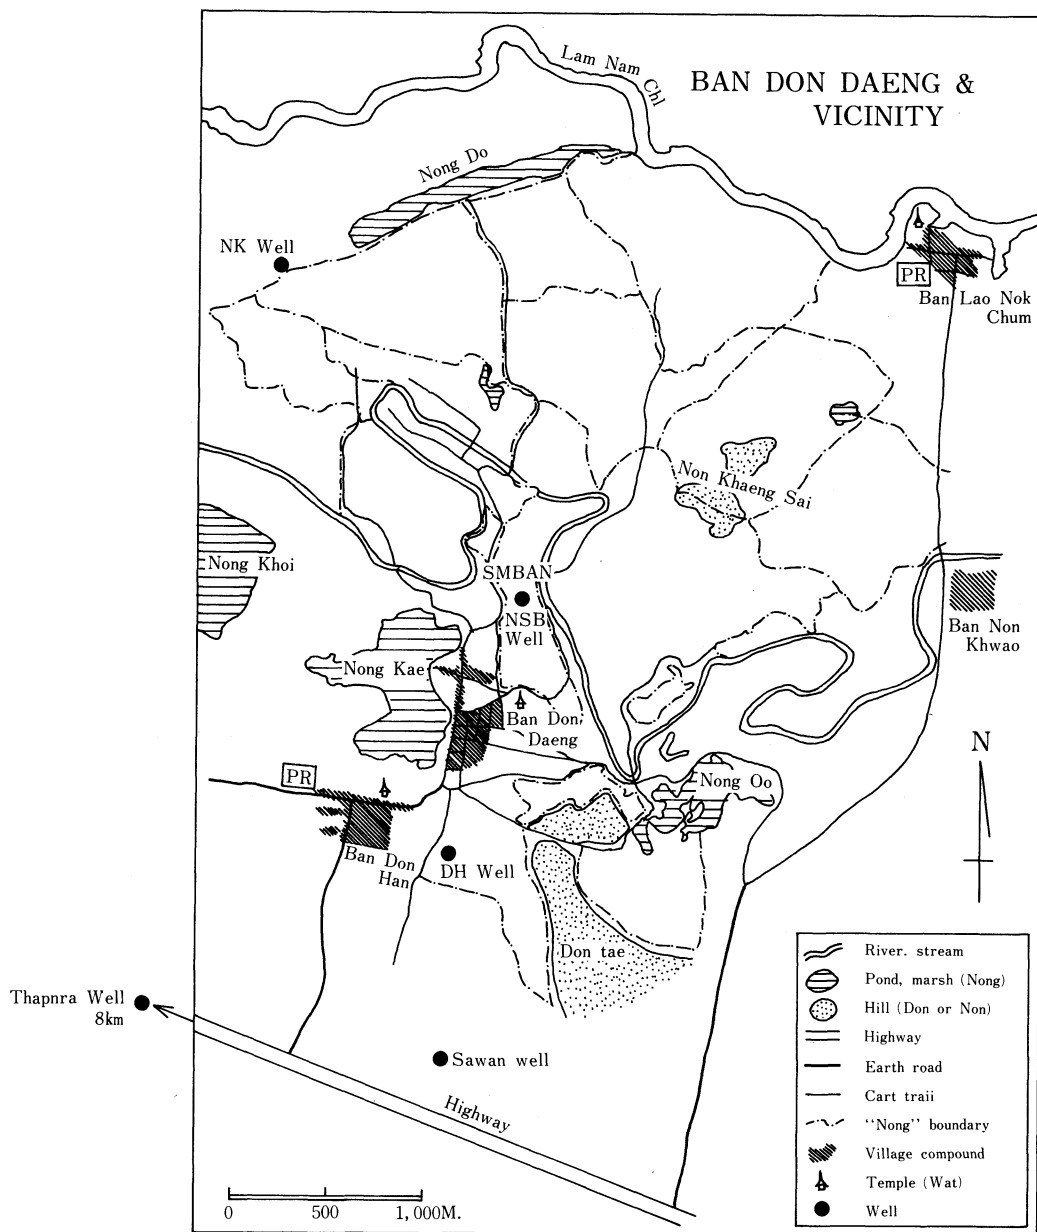 BAN DON DAENG &
VICINITY
Lam Nam Chl
Nong Do
NK Well
PR
Ban Lao Nok
Chum
Non Khaeng Sai
Nong Khoi
SMBAN
NSB
Well
Ban Non
Khwao
Nong Kae
Ban Don
Daeng
N
PR
Nong Oo
Ban Don
Han
DH Well
Don tae
Thapnra Well
8km
Sawan well
Highway
River. stream
Pond, marsh (Nong)
Hill (Don or Non)
Highway
Earth road
Cart traii
"Nong" boundary
Village compound
Temple (Wat)
Well
0 500 1,000M.